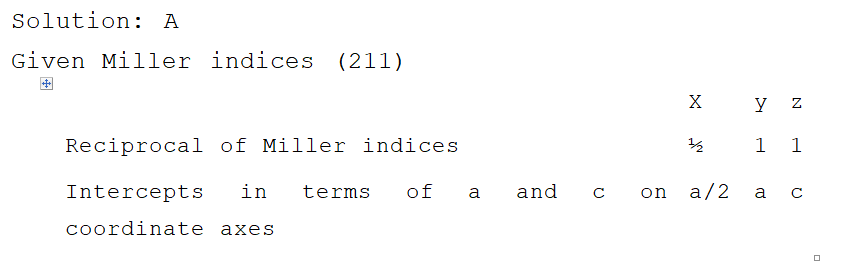 Solution: A
Given Miller indices (211)
X y z
Reciprocal of Miller indices ½ 1 1
Intercepts in terms of a and c on a/2 a c
coordinate axes